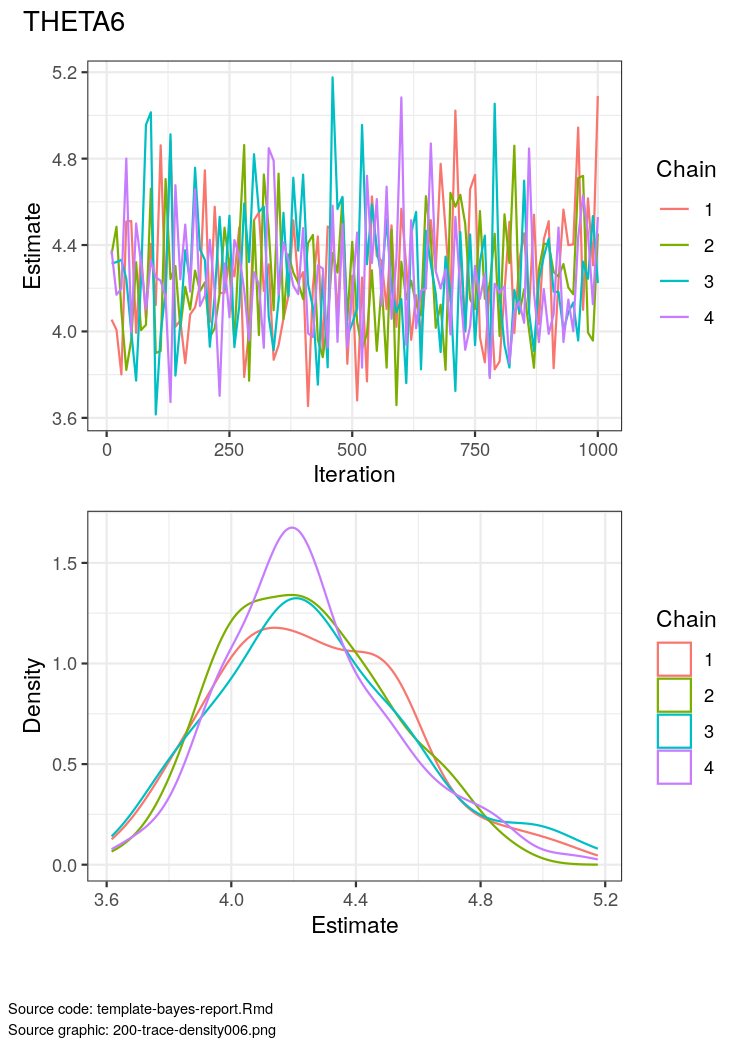 THETA6
5.2
4.8
4.4
4.0
3.6
Estimate
0 250 500 750 1000
Iteration
Chain
1
2
3
4
1.5
1.0
0.5
0.0
Density
3.6 4.0 4.4 4.8 5.2
Estimate
Chain
1
2
3
4
Source code: template-bayes-report.Rmd
Source graphic: 200-trace-density006.png